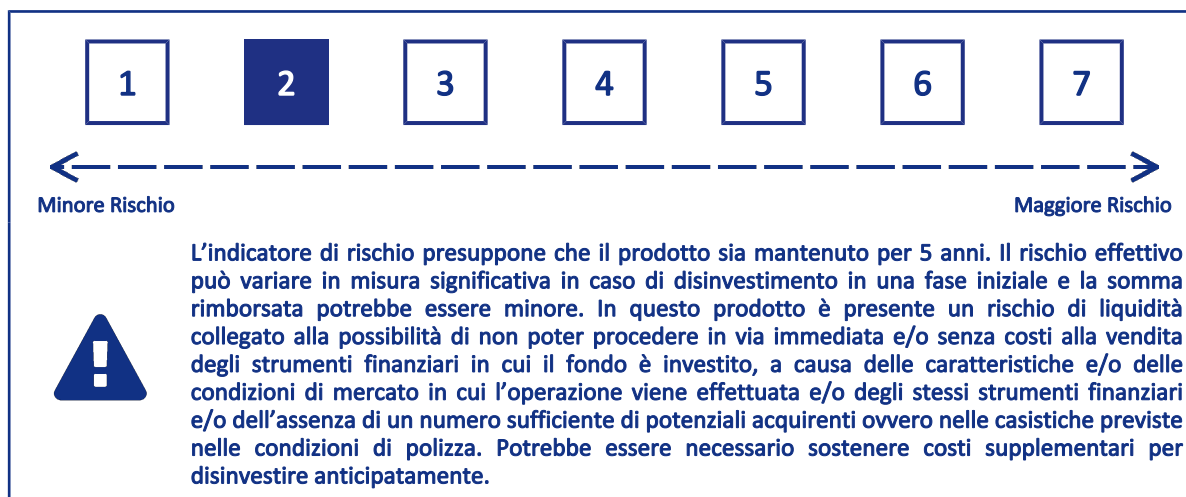 1 2 3 4 5 6 7
Minore Rischio Maggiore Rischio
L’indicatore di rischio presuppone che il prodotto sia mantenuto per 5 anni. Il rischio effettivo
può variare in misura significativa in caso di disinvestimento in una fase iniziale e la somma
rimborsata potrebbe essere minore. In questo prodotto è presente un rischio di liquidità
collegato alla possibilità di non poter procedere in via immediata e/o senza costi alla vendita
degli strumenti finanziari in cui il fondo è investito, a causa delle caratteristiche e/o delle
condizioni di mercato in cui l’operazione viene effettuata e/o degli stessi strumenti finanziari
e/o dell’assenza di un numero sufficiente di potenziali acquirenti ovvero nelle casistiche previste
nelle condizioni di polizza. Potrebbe essere necessario sostenere costi supplementari per
disinvestire anticipatamente.